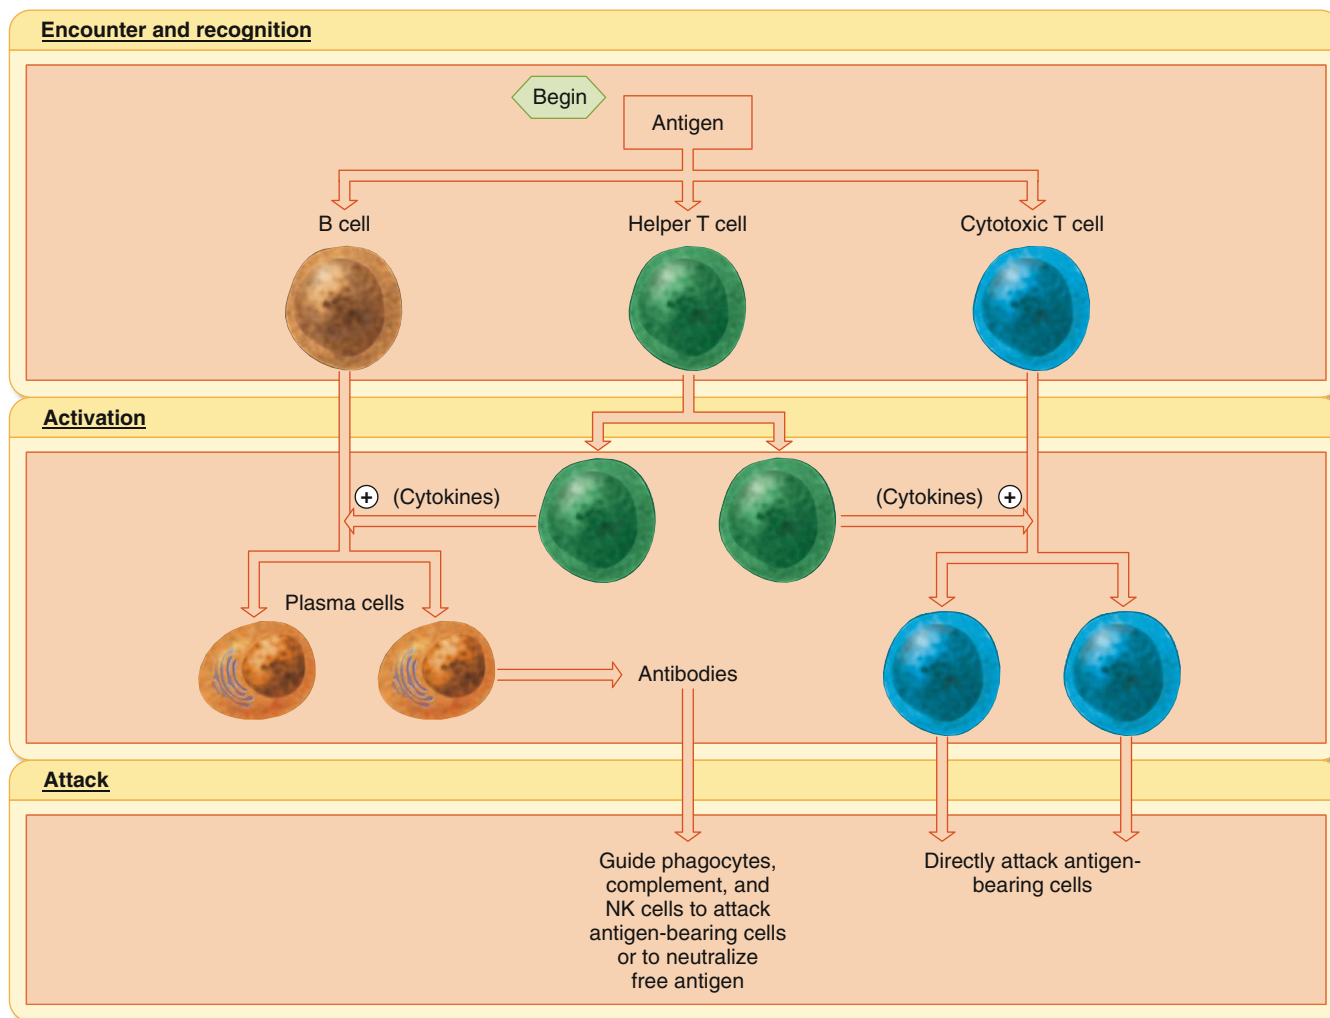 Encounter and recognition
Begin
Antigen
B cell
Helper T cell
Cytotoxic T cell
Activation
+ (Cytokines)
(Cytokines) +
Plasma cells
Antibodies
Attack
Guide phagocytes,
complement, and
NK cells to attack
antigen-bearing cells
or to neutralize
free antigen
Directly attack antigen-
bearing cells